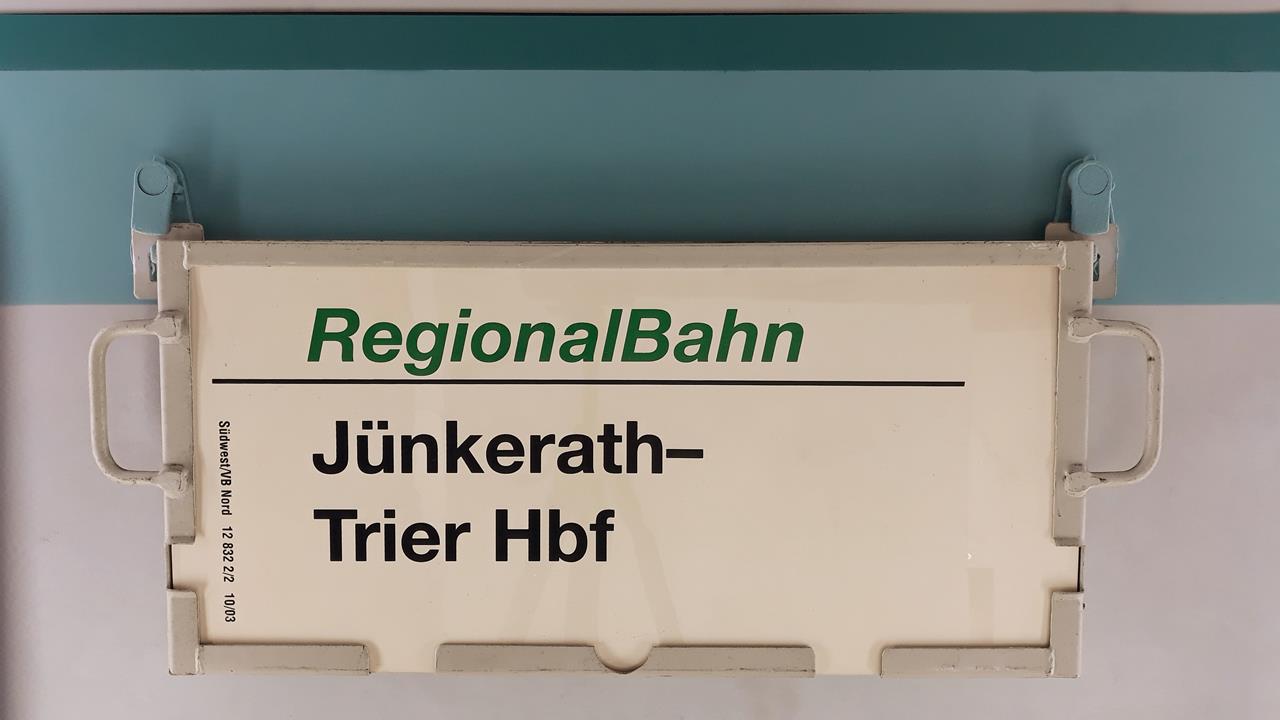 RegionalBahn
Jünkerath–
Trier Hbf
Südwest/VB Nord 12 832 2/2 10/03